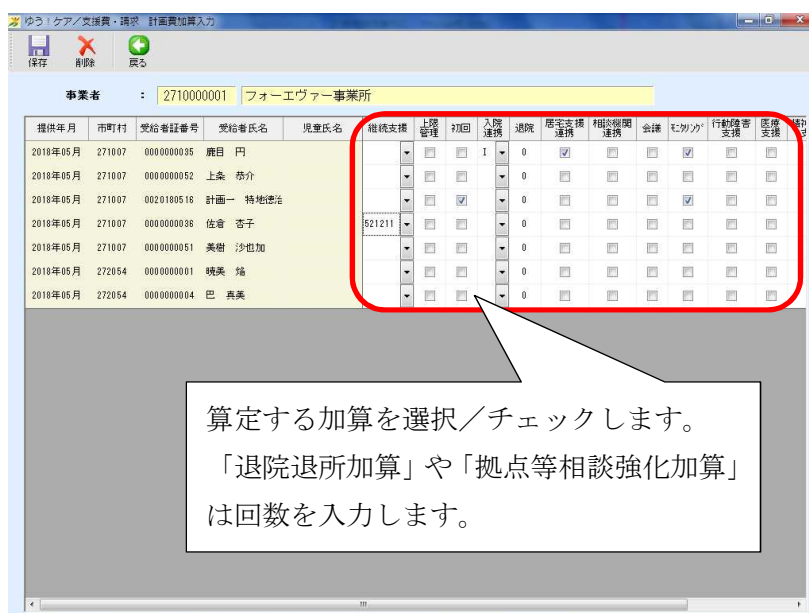 ゆう！ケア／支援費・請求 計画費加算入力
保存 削除 戻る
事業者 : 2710000001 フォーエヴァー事業所
提供年月 市町村 受給者証番号 受給者氏名 児童氏名 継続支援 上限管理 初回 入院連携 退院 居宅支援連携 相談機関連携 会議 ﾓﾆﾀﾘﾝｸﾞ 行動障害支援 医療支援
2018年05月 271007 0000000035 鹿目 円 I 0
2018年05月 271007 0000000052 上条 恭介 0
2018年05月 271007 0020180516 計画一 特地徳治 0
2018年05月 271007 0000000036 佐倉 杏子 521211 0
2018年05月 271007 0000000051 美樹 沙也加 0
2018年05月 272054 0000000001 暁美 焔 0
2018年05月 272054 0000000004 巴 真美 0
算定する加算を選択／チェックします。
「退院退所加算」や「拠点等相談強化加算」
は回数を入力します。